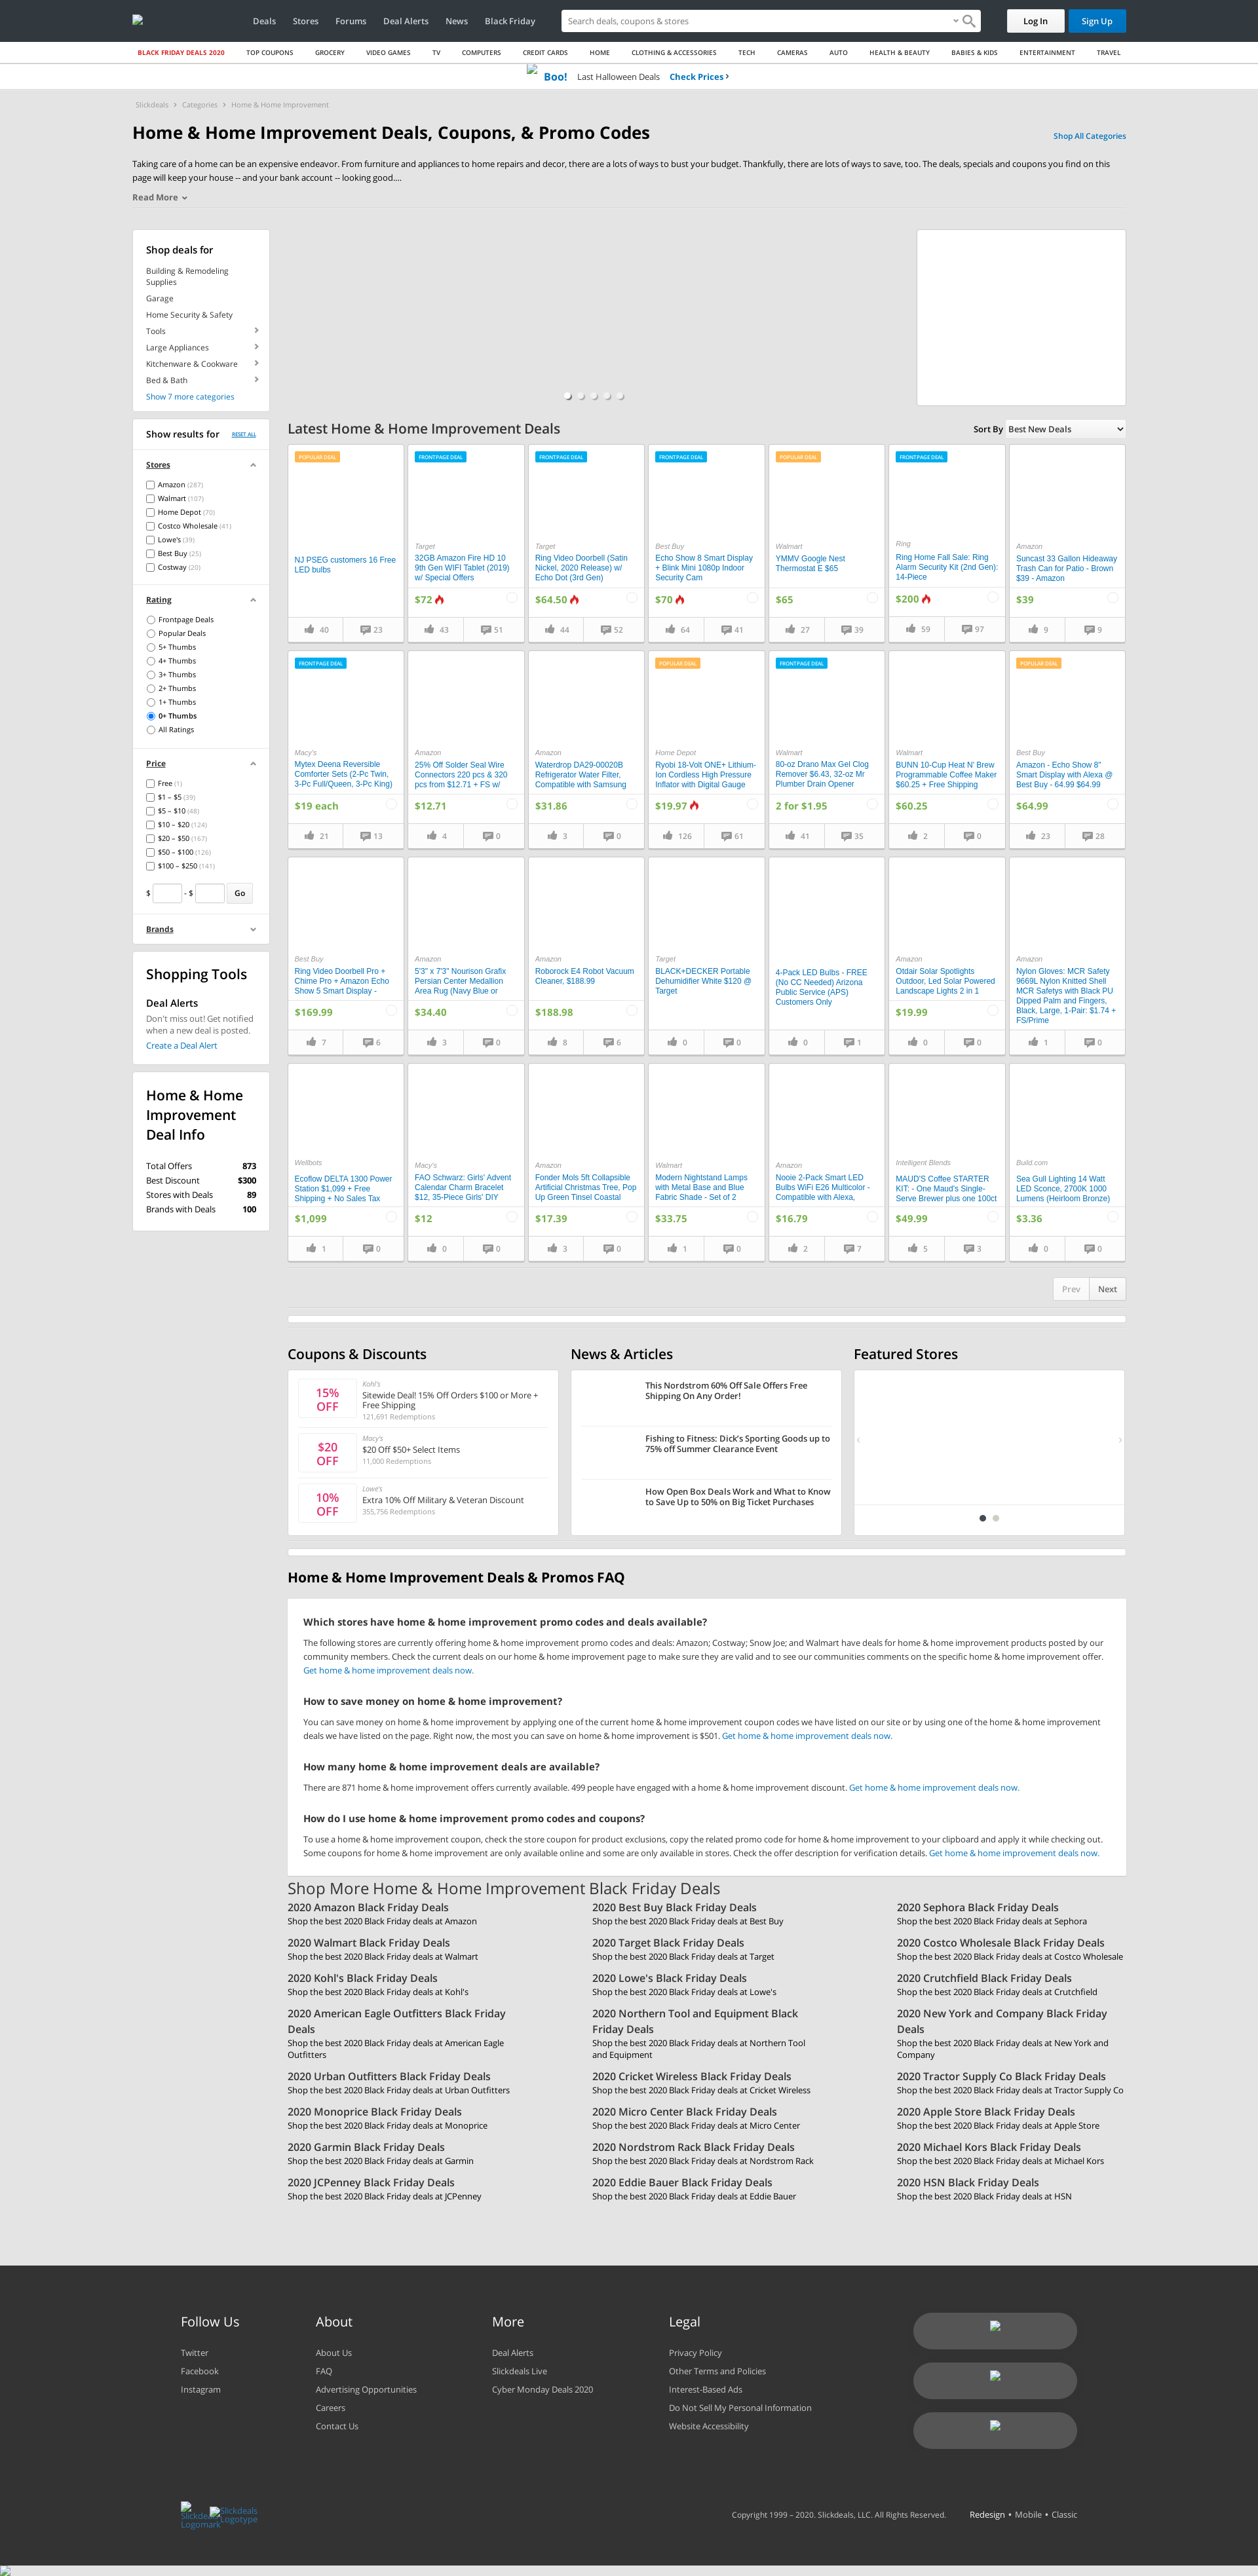 Deals Stores Forums Deal Alerts News Black Friday Search deals, coupons & stores Log In Sign Up
BLACK FRIDAY DEALS 2020 TOP COUPONS GROCERY VIDEO GAMES TV COMPUTERS CREDIT CARDS HOME CLOTHING & ACCESSORIES TECH CAMERAS AUTO HEALTH & BEAUTY BABIES & KIDS ENTERTAINMENT TRAVEL
Boo! Last Halloween Deals Check Prices
Slickdeals Categories Home & Home Improvement
Home & Home Improvement Deals, Coupons, & Promo Codes
Shop All Categories
Taking care of a home can be an expensive endeavor. From furniture and appliances to home repairs and decor, there are a lots of ways to bust your budget. Thankfully, there are lots of ways to save, too. The deals, specials and coupons you find on this
page will keep your house -- and your bank account -- looking good....
Read More
Shop deals for
Building & Remodeling
Supplies
Garage
Home Security & Safety
Tools
Large Appliances
Kitchenware & Cookware
Bed & Bath
Show 7 more categories
Show results for RESET ALL
Stores
Amazon (287)
Walmart (107)
Home Depot (70)
Costco Wholesale (41)
Lowe's (39)
Best Buy (25)
Costway (20)
Rating
Frontpage Deals
Popular Deals
5+ Thumbs
4+ Thumbs
3+ Thumbs
2+ Thumbs
1+ Thumbs
0+ Thumbs
All Ratings
Price
Free (1)
$1 – $5 (39)
$5 – $10 (48)
$10 – $20 (124)
$20 – $50 (167)
$50 – $100 (126)
$100 – $250 (141)
$ - $ Go
Brands
Shopping Tools
Deal Alerts
Don't miss out! Get notified
when a new deal is posted.
Create a Deal Alert
Home & Home
Improvement
Deal Info
Total Offers 873
Best Discount $300
Stores with Deals 89
Brands with Deals 100
Latest Home & Home Improvement Deals
Sort By Best New Deals
POPULAR DEAL
NJ PSEG customers 16 Free
LED bulbs
40 23
FRONTPAGE DEAL
Target
32GB Amazon Fire HD 10
9th Gen WIFI Tablet (2019)
w/ Special Offers
$72
43 51
FRONTPAGE DEAL
Target
Ring Video Doorbell (Satin
Nickel, 2020 Release) w/
Echo Dot (3rd Gen)
$64.50
44 52
FRONTPAGE DEAL
Best Buy
Echo Show 8 Smart Display
+ Blink Mini 1080p Indoor
Security Cam
$70
64 41
POPULAR DEAL
Walmart
YMMV Google Nest
Thermostat E $65
$65
27 39
FRONTPAGE DEAL
Ring
Ring Home Fall Sale: Ring
Alarm Security Kit (2nd Gen):
14-Piece
$200
59 97
Amazon
Suncast 33 Gallon Hideaway
Trash Can for Patio - Brown
$39 - Amazon
$39
9 9
FRONTPAGE DEAL
Macy's
Mytex Deena Reversible
Comforter Sets (2-Pc Twin,
3-Pc Full/Queen, 3-Pc King)
$19 each
21 13
Amazon
25% Off Solder Seal Wire
Connectors 220 pcs & 320
pcs from $12.71 + FS w/
$12.71
4 0
Amazon
Waterdrop DA29-00020B
Refrigerator Water Filter,
Compatible with Samsung
$31.86
3 0
POPULAR DEAL
Home Depot
Ryobi 18-Volt ONE+ Lithium-
Ion Cordless High Pressure
Inflator with Digital Gauge
$19.97
126 61
FRONTPAGE DEAL
Walmart
80-oz Drano Max Gel Clog
Remover $6.43, 32-oz Mr
Plumber Drain Opener
2 for $1.95
41 35
Walmart
BUNN 10-Cup Heat N' Brew
Programmable Coffee Maker
$60.25 + Free Shipping
$60.25
2 0
POPULAR DEAL
Best Buy
Amazon - Echo Show 8"
Smart Display with Alexa @
Best Buy - 64.99 $64.99
$64.99
23 28
Best Buy
Ring Video Doorbell Pro +
Chime Pro + Amazon Echo
Show 5 Smart Display -
$169.99
7 6
Amazon
5'3" x 7'3" Nourison Grafix
Persian Center Medallion
Area Rug (Navy Blue or
$34.40
3 0
Amazon
Roborock E4 Robot Vacuum
Cleaner, $188.99
$188.98
8 6
Target
BLACK+DECKER Portable
Dehumidifier White $120 @
Target
0 0
4-Pack LED Bulbs - FREE
(No CC Needed) Arizona
Public Service (APS)
Customers Only
0 1
Amazon
Otdair Solar Spotlights
Outdoor, Led Solar Powered
Landscape Lights 2 in 1
$19.99
0 0
Amazon
Nylon Gloves: MCR Safety
9669L Nylon Knitted Shell
MCR Safetys with Black PU
Dipped Palm and Fingers,
Black, Large, 1-Pair: $1.74 +
FS/Prime
1 0
Wellbots
Ecoflow DELTA 1300 Power
Station $1,099 + Free
Shipping + No Sales Tax
$1,099
1 0
Macy's
FAO Schwarz: Girls' Advent
Calendar Charm Bracelet
$12, 35-Piece Girls' DIY
$12
0 0
Amazon
Fonder Mols 5ft Collapsible
Artificial Christmas Tree, Pop
Up Green Tinsel Coastal
$17.39
3 0
Walmart
Modern Nightstand Lamps
with Metal Base and Blue
Fabric Shade - Set of 2
$33.75
1 0
Amazon
Nooie 2-Pack Smart LED
Bulbs WiFi E26 Multicolor -
Compatible with Alexa,
$16.79
2 7
Intelligent Blends
MAUD'S Coffee STARTER
KIT: - One Maud's Single-
Serve Brewer plus one 100ct
$49.99
5 3
Build.com
Sea Gull Lighting 14 Watt
LED Sconce, 2700K 1000
Lumens (Heirloom Bronze)
$3.36
0 0
Prev Next
Coupons & Discounts
15%
OFF
Kohl's
Sitewide Deal! 15% Off Orders $100 or More +
Free Shipping
121,691 Redemptions
$20
OFF
Macy's
$20 Off $50+ Select Items
11,000 Redemptions
10%
OFF
Lowe's
Extra 10% Off Military & Veteran Discount
355,756 Redemptions
News & Articles
This Nordstrom 60% Off Sale Offers Free
Shipping On Any Order!
Fishing to Fitness: Dick's Sporting Goods up to
75% off Summer Clearance Event
How Open Box Deals Work and What to Know
to Save Up to 50% on Big Ticket Purchases
Featured Stores
Home & Home Improvement Deals & Promos FAQ
Which stores have home & home improvement promo codes and deals available?
The following stores are currently offering home & home improvement promo codes and deals: Amazon; Costway; Snow Joe; and Walmart have deals for home & home improvement products posted by our
community members. Check the current deals on our home & home improvement page to make sure they are valid and to see our communities comments on the specific home & home improvement offer.
Get home & home improvement deals now.
How to save money on home & home improvement?
You can save money on home & home improvement by applying one of the current home & home improvement coupon codes we have listed on our site or by using one of the home & home improvement
deals we have listed on the page. Right now, the most you can save on home & home improvement is $501. Get home & home improvement deals now.
How many home & home improvement deals are available?
There are 871 home & home improvement offers currently available. 499 people have engaged with a home & home improvement discount. Get home & home improvement deals now.
How do I use home & home improvement promo codes and coupons?
To use a home & home improvement coupon, check the store coupon for product exclusions, copy the related promo code for home & home improvement to your clipboard and apply it while checking out.
Some coupons for home & home improvement are only available online and some are only available in stores. Check the offer description for verification details. Get home & home improvement deals now.
Shop More Home & Home Improvement Black Friday Deals
2020 Amazon Black Friday Deals
Shop the best 2020 Black Friday deals at Amazon
2020 Best Buy Black Friday Deals
Shop the best 2020 Black Friday deals at Best Buy
2020 Sephora Black Friday Deals
Shop the best 2020 Black Friday deals at Sephora
2020 Walmart Black Friday Deals
Shop the best 2020 Black Friday deals at Walmart
2020 Target Black Friday Deals
Shop the best 2020 Black Friday deals at Target
2020 Costco Wholesale Black Friday Deals
Shop the best 2020 Black Friday deals at Costco Wholesale
2020 Kohl's Black Friday Deals
Shop the best 2020 Black Friday deals at Kohl's
2020 Lowe's Black Friday Deals
Shop the best 2020 Black Friday deals at Lowe's
2020 Crutchfield Black Friday Deals
Shop the best 2020 Black Friday deals at Crutchfield
2020 American Eagle Outfitters Black Friday
Deals
Shop the best 2020 Black Friday deals at American Eagle
Outfitters
2020 Northern Tool and Equipment Black
Friday Deals
Shop the best 2020 Black Friday deals at Northern Tool
and Equipment
2020 New York and Company Black Friday
Deals
Shop the best 2020 Black Friday deals at New York and
Company
2020 Urban Outfitters Black Friday Deals
Shop the best 2020 Black Friday deals at Urban Outfitters
2020 Cricket Wireless Black Friday Deals
Shop the best 2020 Black Friday deals at Cricket Wireless
2020 Tractor Supply Co Black Friday Deals
Shop the best 2020 Black Friday deals at Tractor Supply Co
2020 Monoprice Black Friday Deals
Shop the best 2020 Black Friday deals at Monoprice
2020 Micro Center Black Friday Deals
Shop the best 2020 Black Friday deals at Micro Center
2020 Apple Store Black Friday Deals
Shop the best 2020 Black Friday deals at Apple Store
2020 Garmin Black Friday Deals
Shop the best 2020 Black Friday deals at Garmin
2020 Nordstrom Rack Black Friday Deals
Shop the best 2020 Black Friday deals at Nordstrom Rack
2020 Michael Kors Black Friday Deals
Shop the best 2020 Black Friday deals at Michael Kors
2020 JCPenney Black Friday Deals
Shop the best 2020 Black Friday deals at JCPenney
2020 Eddie Bauer Black Friday Deals
Shop the best 2020 Black Friday deals at Eddie Bauer
2020 HSN Black Friday Deals
Shop the best 2020 Black Friday deals at HSN
Follow Us
Twitter
Facebook
Instagram
About
About Us
FAQ
Advertising Opportunities
Careers
Contact Us
More
Deal Alerts
Slickdeals Live
Cyber Monday Deals 2020
Legal
Privacy Policy
Other Terms and Policies
Interest-Based Ads
Do Not Sell My Personal Information
Website Accessibility
Slickdeals
Logomark
Slickdeals
Logotype
Copyright 1999 – 2020. Slickdeals, LLC. All Rights Reserved. Redesign • Mobile • Classic